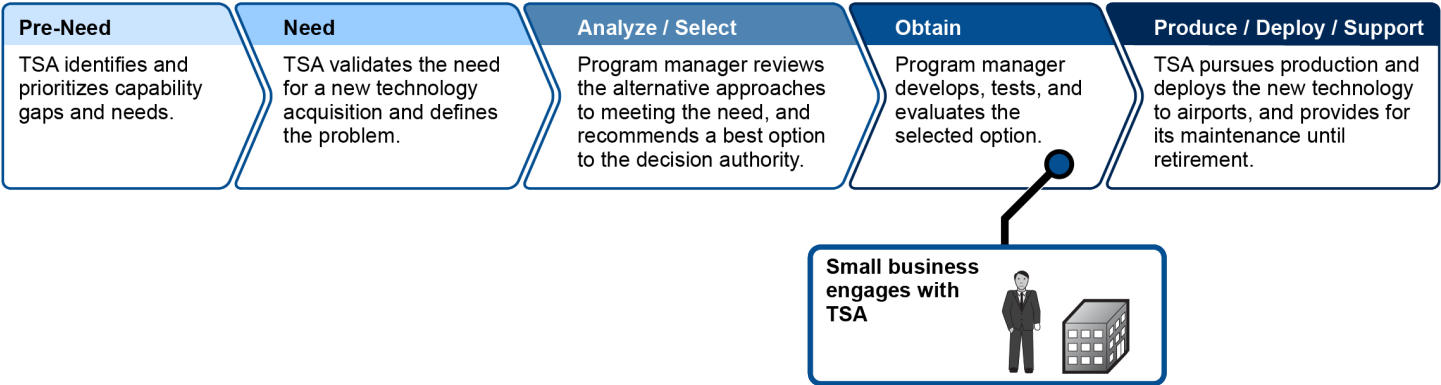 Pre-Need
TSA identifies and
prioritizes capability
gaps and needs.
Need
TSA validates the need
for a new technology
acquisition and defines
the problem.
Analyze / Select
Program manager reviews
the alternative approaches
to meeting the need, and
recommends a best option
to the decision authority.
Obtain
Program manager
develops, tests, and
evaluates the
selected option.
Produce / Deploy / Support
TSA pursues production and
deploys the new technology
to airports, and provides for
its maintenance until
retirement.
Small business
engages with
TSA